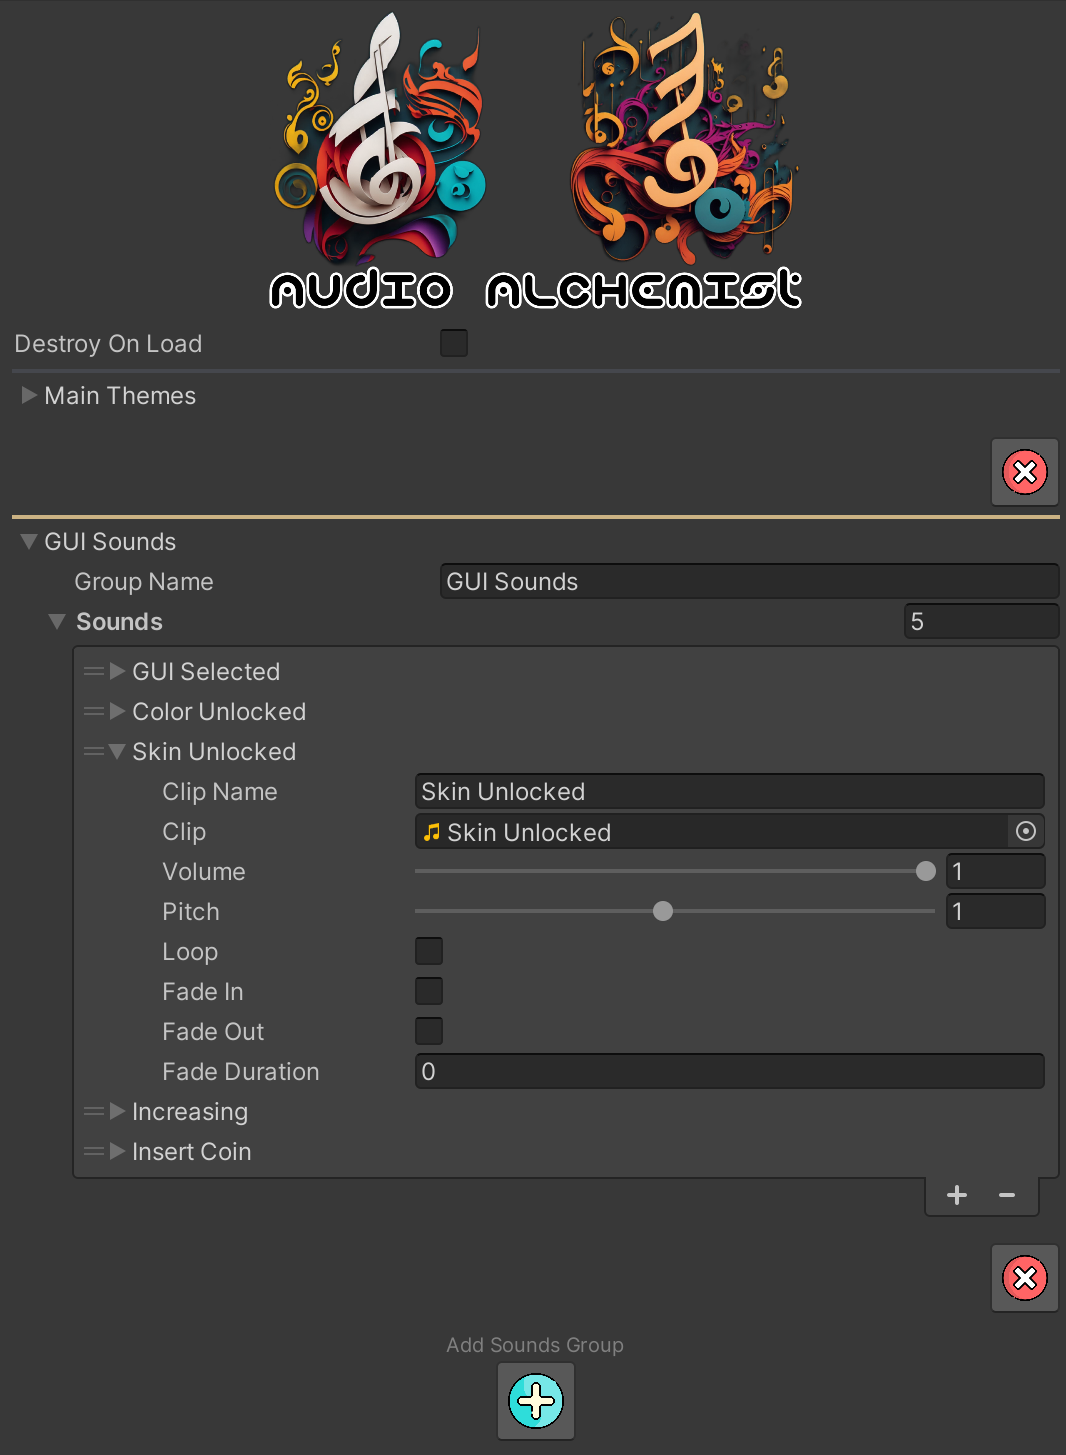 AUDIO ALCHEMIST
Destroy On Load
Main Themes
GUI Sounds
Group Name GUI Sounds
Sounds 5
GUI Selected
Color Unlocked
Skin Unlocked
Clip Name Skin Unlocked
Clip Skin Unlocked
Volume 1
Pitch 1
Loop
Fade In
Fade Out
Fade Duration 0
Increasing
Insert Coin
Add Sounds Group